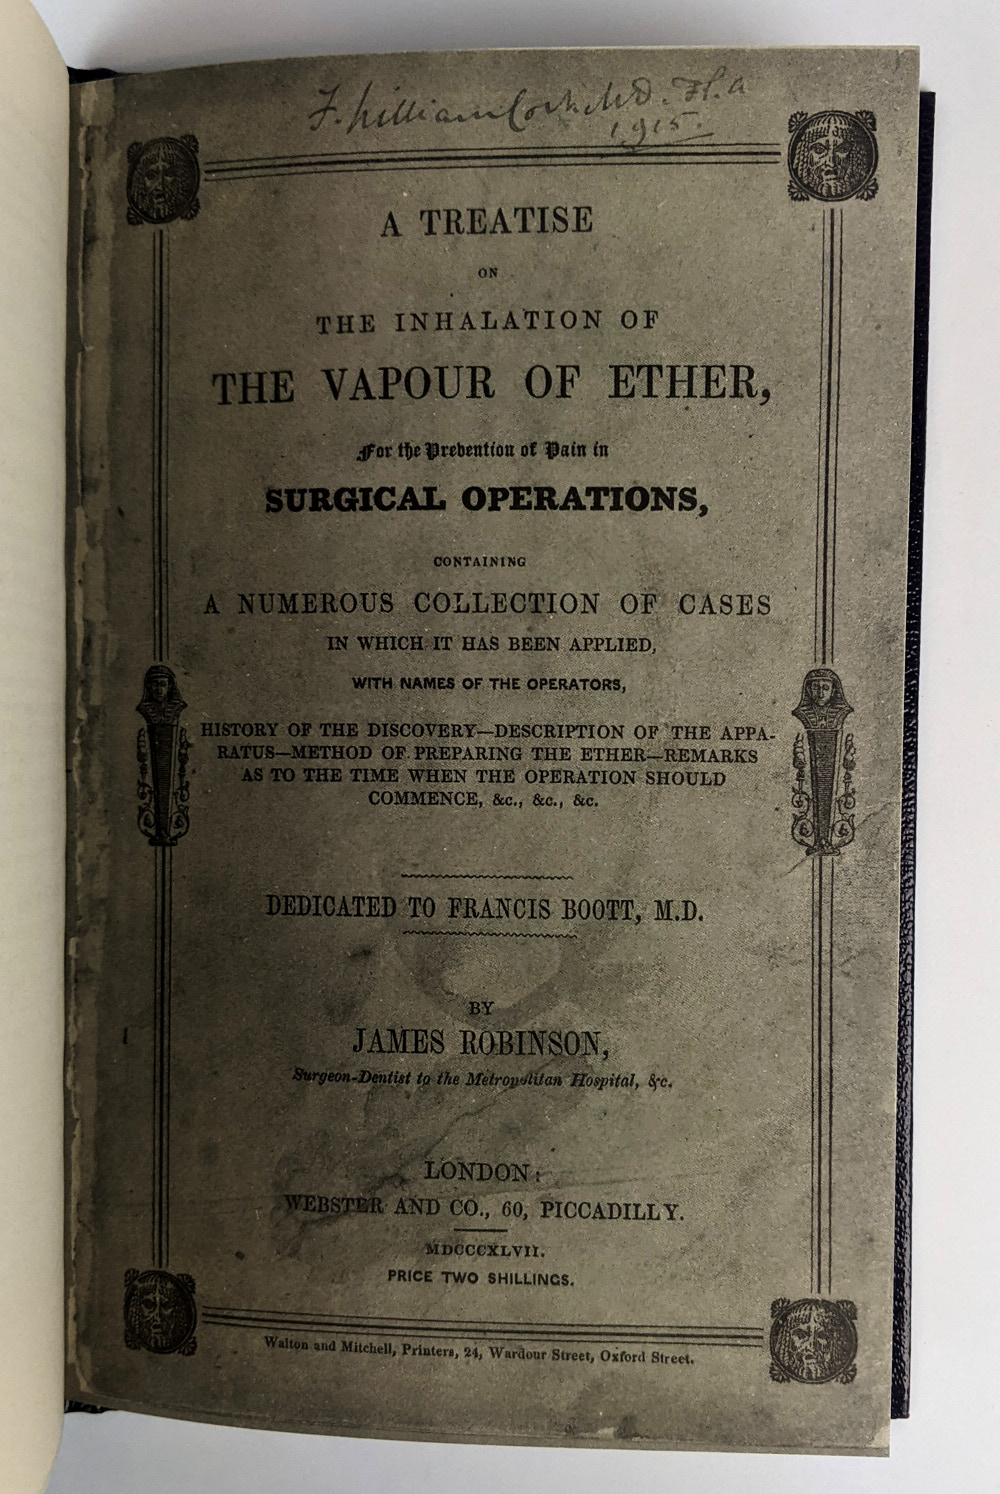 F. William Cock M.D.
1915.
A TREATISE
ON
THE INHALATION OF
THE VAPOUR OF ETHER,
For the Prevention of Pain in
SURGICAL OPERATIONS,
CONTAINING
A NUMEROUS COLLECTION OF CASES
IN WHICH IT HAS BEEN APPLIED,
WITH NAMES OF THE OPERATORS,
HISTORY OF THE DISCOVERY—DESCRIPTION OF THE APPA-
RATUS—METHOD OF PREPARING THE ETHER—REMARKS
AS TO THE TIME WHEN THE OPERATION SHOULD
COMMENCE, &c., &c., &c.
DEDICATED TO FRANCIS BOOTT, M.D.
BY
JAMES ROBINSON,
Surgeon-Dentist to the Metropolitan Hospital, &c.
LONDON:
WEBSTER AND CO., 60, PICCADILLY.
MDCCCXLVII.
PRICE TWO SHILLINGS.
Walton and Mitchell, Printers, 24, Wardour Street, Oxford Street.